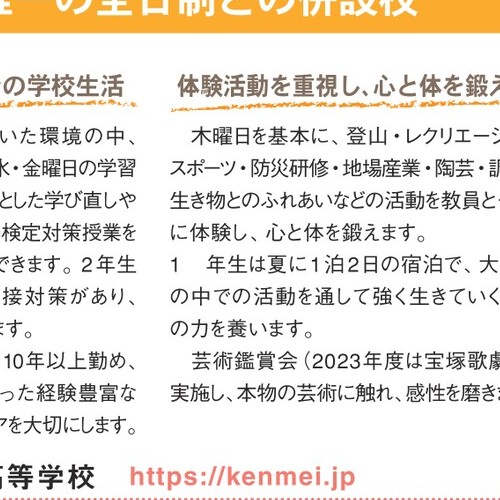 唯一の全日制との併設校
の学校生活
いた環境の中、
水・金曜日の学習
とした学び直しや
検定対策授業を
できます。2年生
接対策があり、
ます。
10年以上勤め、
った経験豊富な
アを大切にします。
体験活動を重視し、心と体を鍛え
木曜日を基本に、登山・レクリエーシ
スポーツ・防災研修・地場産業・陶芸・調
生き物とのふれあいなどの活動を教員と
に体験し、心と体を鍛えます。
1 年生は夏に1泊2日の宿泊で、大
の中での活動を通して強く生きていく
の力を養います。
芸術鑑賞会（2023年度は宝塚歌劇
実施し、本物の芸術に触れ、感性を磨きま
高等学校 https://kenmei.jp